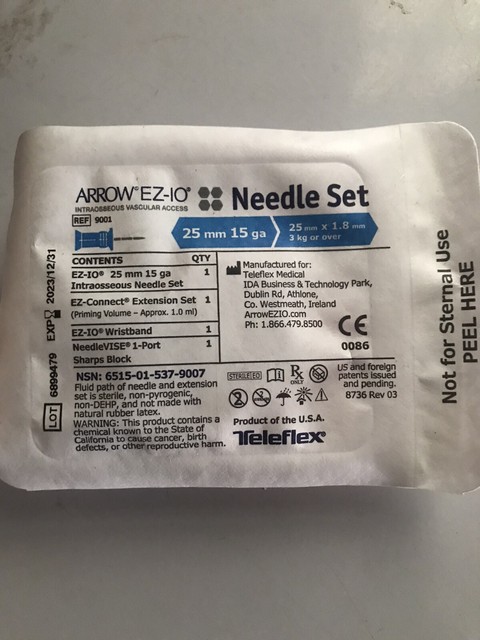 ARROW® EZ-IO®
INTRAOSSEOUS VASCULAR ACCESS
Needle Set
REF 9001
25 mm 15 ga
25 mm x 1.8 mm
3 kg or over
CONTENTS QTY
EZ-IO® 25 mm 15 ga 1
Intraosseous Needle Set
EZ-Connect® Extension Set 1
(Priming Volume – Approx. 1.0 ml)
EZ-IO® Wristband 1
NeedleVISE® 1-Port 1
Sharps Block
Manufactured for:
Teleflex Medical
IDA Business & Technology Park,
Dublin Rd, Athlone,
Co. Westmeath, Ireland
ArrowEZIO.com
Ph: 1.866.479.8500
CE
0086
NSN: 6515-01-537-9007
Fluid path of needle and extension
set is sterile, non-pyrogenic,
non-DEHP, and not made with
natural rubber latex.
WARNING: This product contains a
chemical known to the State of
California to cause cancer, birth
defects, or other reproductive harm.
STERILE EO
Rx
ONLY
US and foreign
patents issued
and pending.
8736 Rev 03
Product of the U.S.A.
Teleflex®
LOT 6899479 EXP 2023/12/31
Not for Sternal Use
PEEL HERE